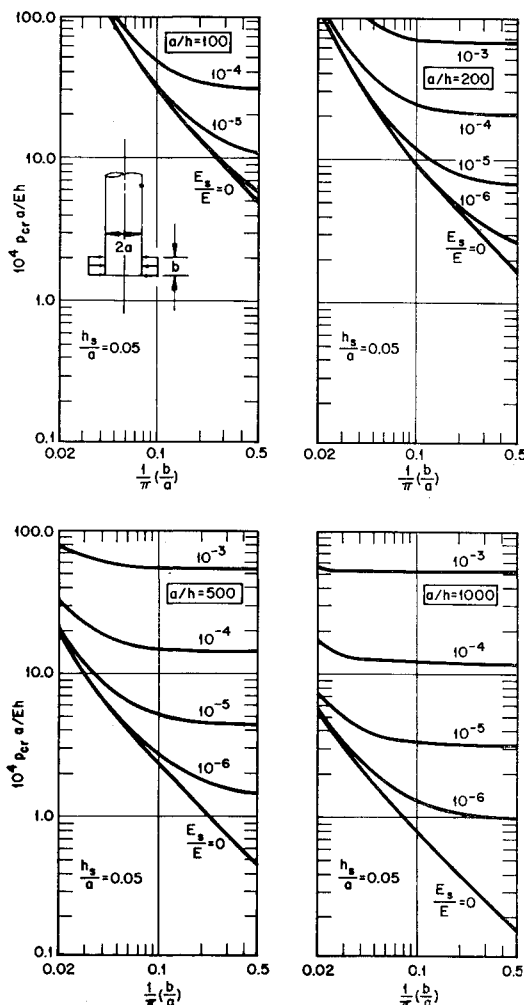 100.0
10.0
1.0
0.1
10⁴ p_cr a/Eh
a/h=100
10⁻⁴
10⁻⁵
E_s/E=0
2a
b
h_s/a=0.05
0.02 0.1 0.5
1/π (b/a)
a/h=200
10⁻³
10⁻⁴
10⁻⁵
10⁻⁶
E_s/E=0
h_s/a=0.05
0.02 0.1 0.5
1/π (b/a)
100.0
10.0
1.0
0.1
10⁴ p_cr a/Eh
10⁻³
a/h=500
10⁻⁴
10⁻⁵
10⁻⁶
E_s/E=0
h_s/a=0.05
0.02 0.1 0.5
1/π (b/a)
10⁻³
a/h=1000
10⁻⁴
10⁻⁵
10⁻⁶
E_s/E=0
h_s/a=0.05
0.02 0.1 0.5
1/π (b/a)